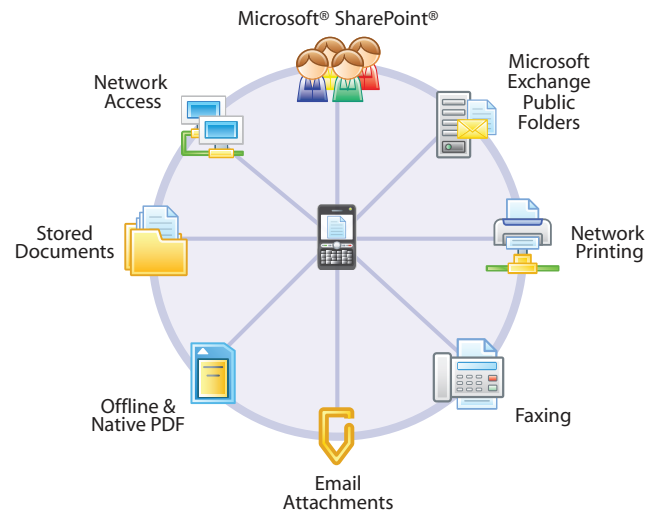 Microsoft® SharePoint®
Network
Access
Microsoft
Exchange
Public
Folders
Stored
Documents
Network
Printing
Offline &
Native PDF
Faxing
Email
Attachments